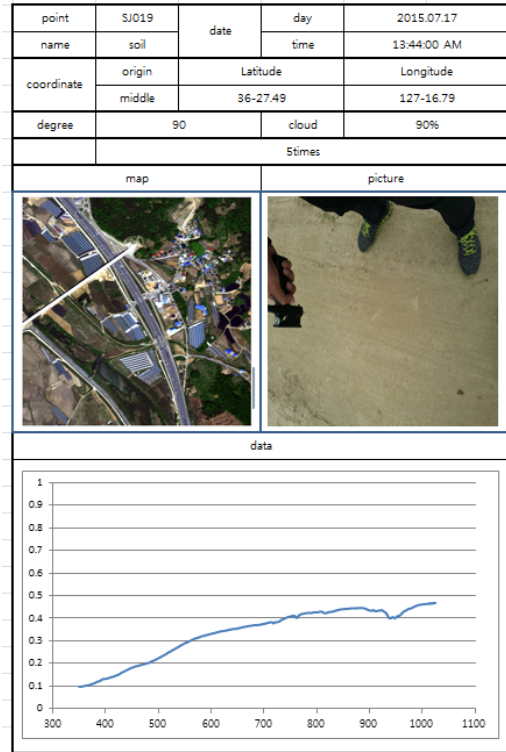 point SJ019 date day 2015.07.17
name soil time 13:44:00 AM
coordinate origin Latitude Longitude
middle 36-27.49 127-16.79
degree 90 cloud 90%
5times
map picture
data
1
0.9
0.8
0.7
0.6
0.5
0.4
0.3
0.2
0.1
0
300 400 500 600 700 800 900 1000 1100